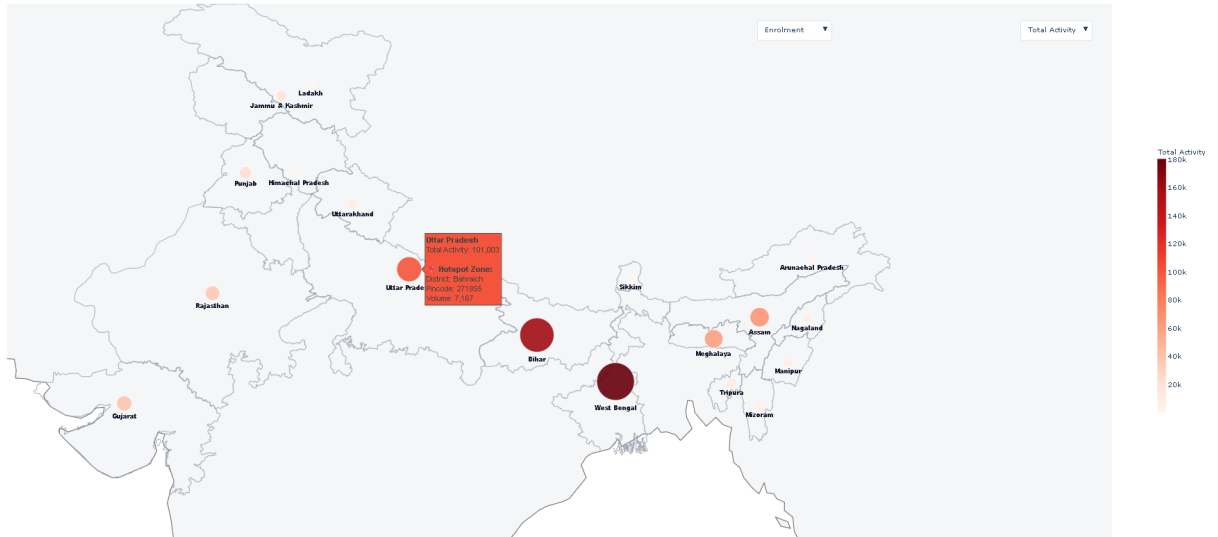 Enrolment ▼
Total Activity ▼
Ladakh
Jammu & Kashmir
Total Activity
180k
160k
140k
120k
100k
80k
60k
40k
20k
Punjab
Himachal Pradesh
Uttarakhand
Uttar Pradesh
Total Activity: 101,003
Hotspot Zone:
District: Bahraich
Pincode: 271855
Volume: 7,167
Uttar Prade
Arunachal Pradesh
Sikkim
Rajasthan
Assam
Nagaland
Meghalaya
Bihar
Manipur
Tripura
West Bengal
Mizoram
Gujarat